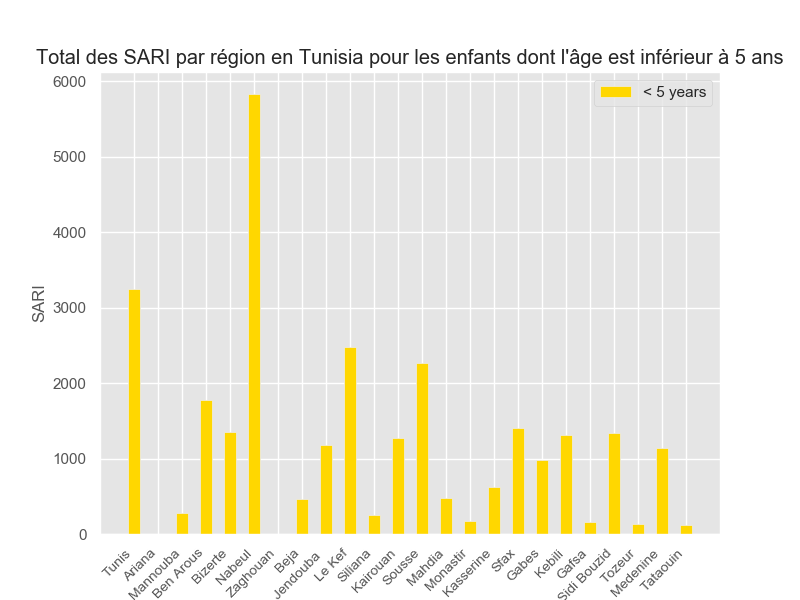 Total des SARI par région en Tunisia pour les enfants dont l'âge est inférieur à 5 ans
< 5 years
6000
5000
4000
3000
2000
1000
0
SARI
Tunis
Ariana
Mannouba
Ben Arous
Bizerte
Nabeul
Zaghouan
Beja
Jendouba
Le Kef
Siliana
Kairouan
Sousse
Mahdia
Monastir
Kasserine
Sfax
Gabes
Kebili
Gafsa
Sidi Bouzid
Tozeur
Medenine
Tataouin